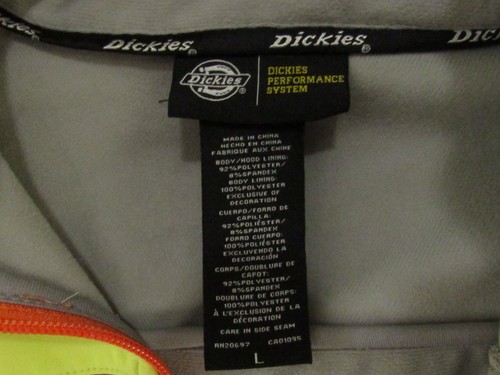 Dickies® Dickies® Dickies
Dickies®
DICKIES
PERFORMANCE
SYSTEM
MADE IN CHINA
HECHO EN CHINA
FABRIQUE AUX CHINE
BODY/HOOD LINING:
92%POLYESTER/
8%SPANDEX
BODY LINING:
100%POLYESTER
EXCLUSIVE OF
DECORATION
CUERPO/FORRO DE
CAPILLA:
92%POLIÉSTER/
8%SPANDEX
FORRO CUERPO:
100%POLIÉSTER
EXCLUYENDO LA
DECORACIÓN
CORPS/DOUBLURE DE
CAPOT:
92%POLYESTER/
8%SPANDEX
DOUBLURE DE CORPS:
100%POLYESTER
À L'EXCLUSION DE LA
DÉCORATION
CARE IN SIDE SEAM
RN20697 CA01035
L